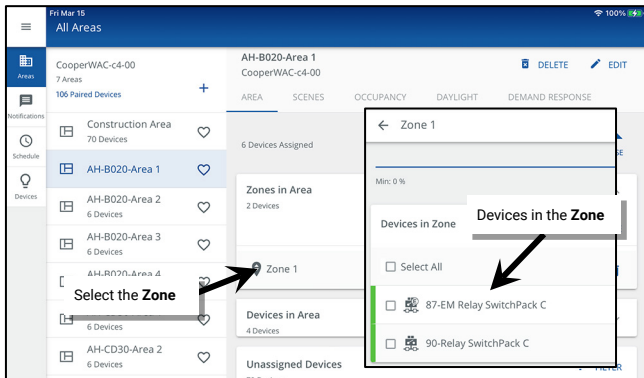 Fri Mar 15
100%
All Areas
Areas
Notifications
Schedule
Devices
CooperWAC-c4-00
7 Areas
106 Paired Devices
+
Construction Area
70 Devices
AH-B020-Area 1
AH-B020-Area 2
6 Devices
AH-B020-Area 3
6 Devices
AH-B020-Area 4
6 Devices
AH-CD30-Area 2
6 Devices
AH-B020-Area 1
CooperWAC-c4-00
DELETE
EDIT
AREA SCENES OCCUPANCY DAYLIGHT DEMAND RESPONSE
6 Devices Assigned
Zones in Area
2 Devices
Zone 1
Devices in Area
4 Devices
Unassigned Devices
FILTER
Select the Zone
← Zone 1
Min: 0 %
Devices in Zone
Devices in the Zone
Select All
87-EM Relay SwitchPack C
90-Relay SwitchPack C